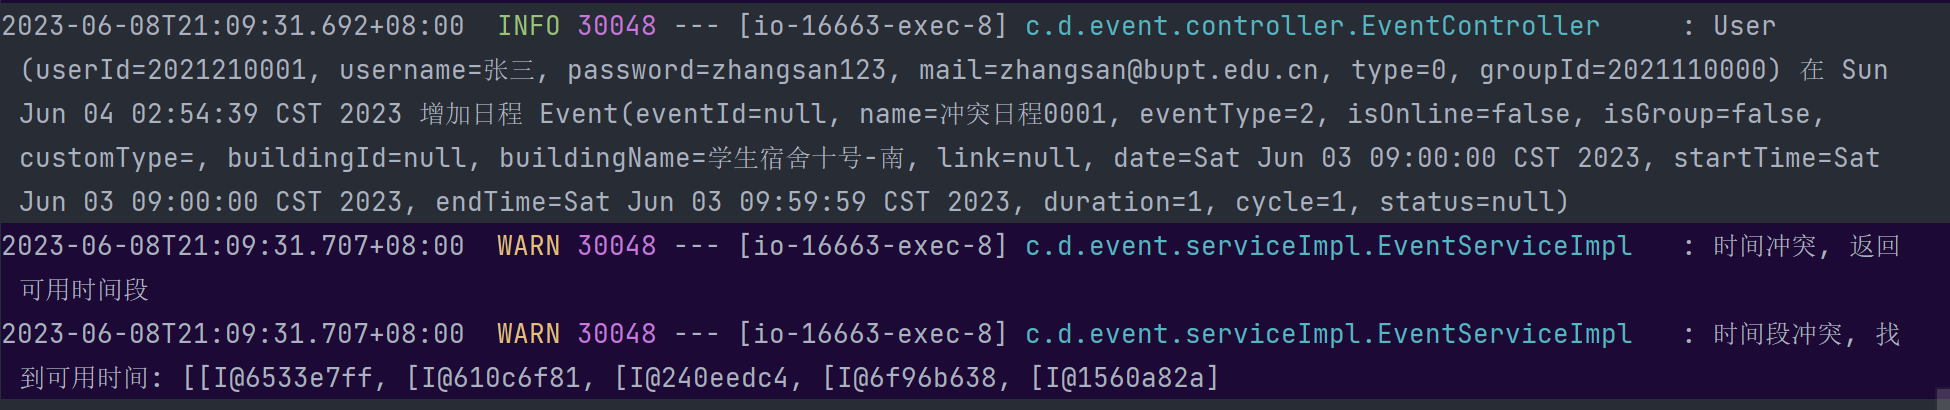 2023-06-08T21:09:31.692+08:00  INFO 30048 --- [io-16663-exec-8] c.d.event.controller.EventController     : User
(userId=2021210001, username=张三, password=zhangsan123, mail=zhangsan@bupt.edu.cn, type=0, groupId=2021110000) 在 Sun
Jun 04 02:54:39 CST 2023 增加日程 Event(eventId=null, name=冲突日程0001, eventType=2, isOnline=false, isGroup=false,
customType=, buildingId=null, buildingName=学生宿舍十号-南, link=null, date=Sat Jun 03 09:00:00 CST 2023, startTime=Sat
Jun 03 09:00:00 CST 2023, endTime=Sat Jun 03 09:59:59 CST 2023, duration=1, cycle=1, status=null)
2023-06-08T21:09:31.707+08:00  WARN 30048 --- [io-16663-exec-8] c.d.event.serviceImpl.EventServiceImpl   : 时间冲突, 返回
可用时间段
2023-06-08T21:09:31.707+08:00  WARN 30048 --- [io-16663-exec-8] c.d.event.serviceImpl.EventServiceImpl   : 时间段冲突, 找
到可用时间: [[I@6533e7ff, [I@610c6f81, [I@240eedc4, [I@6f96b638, [I@1560a82a]